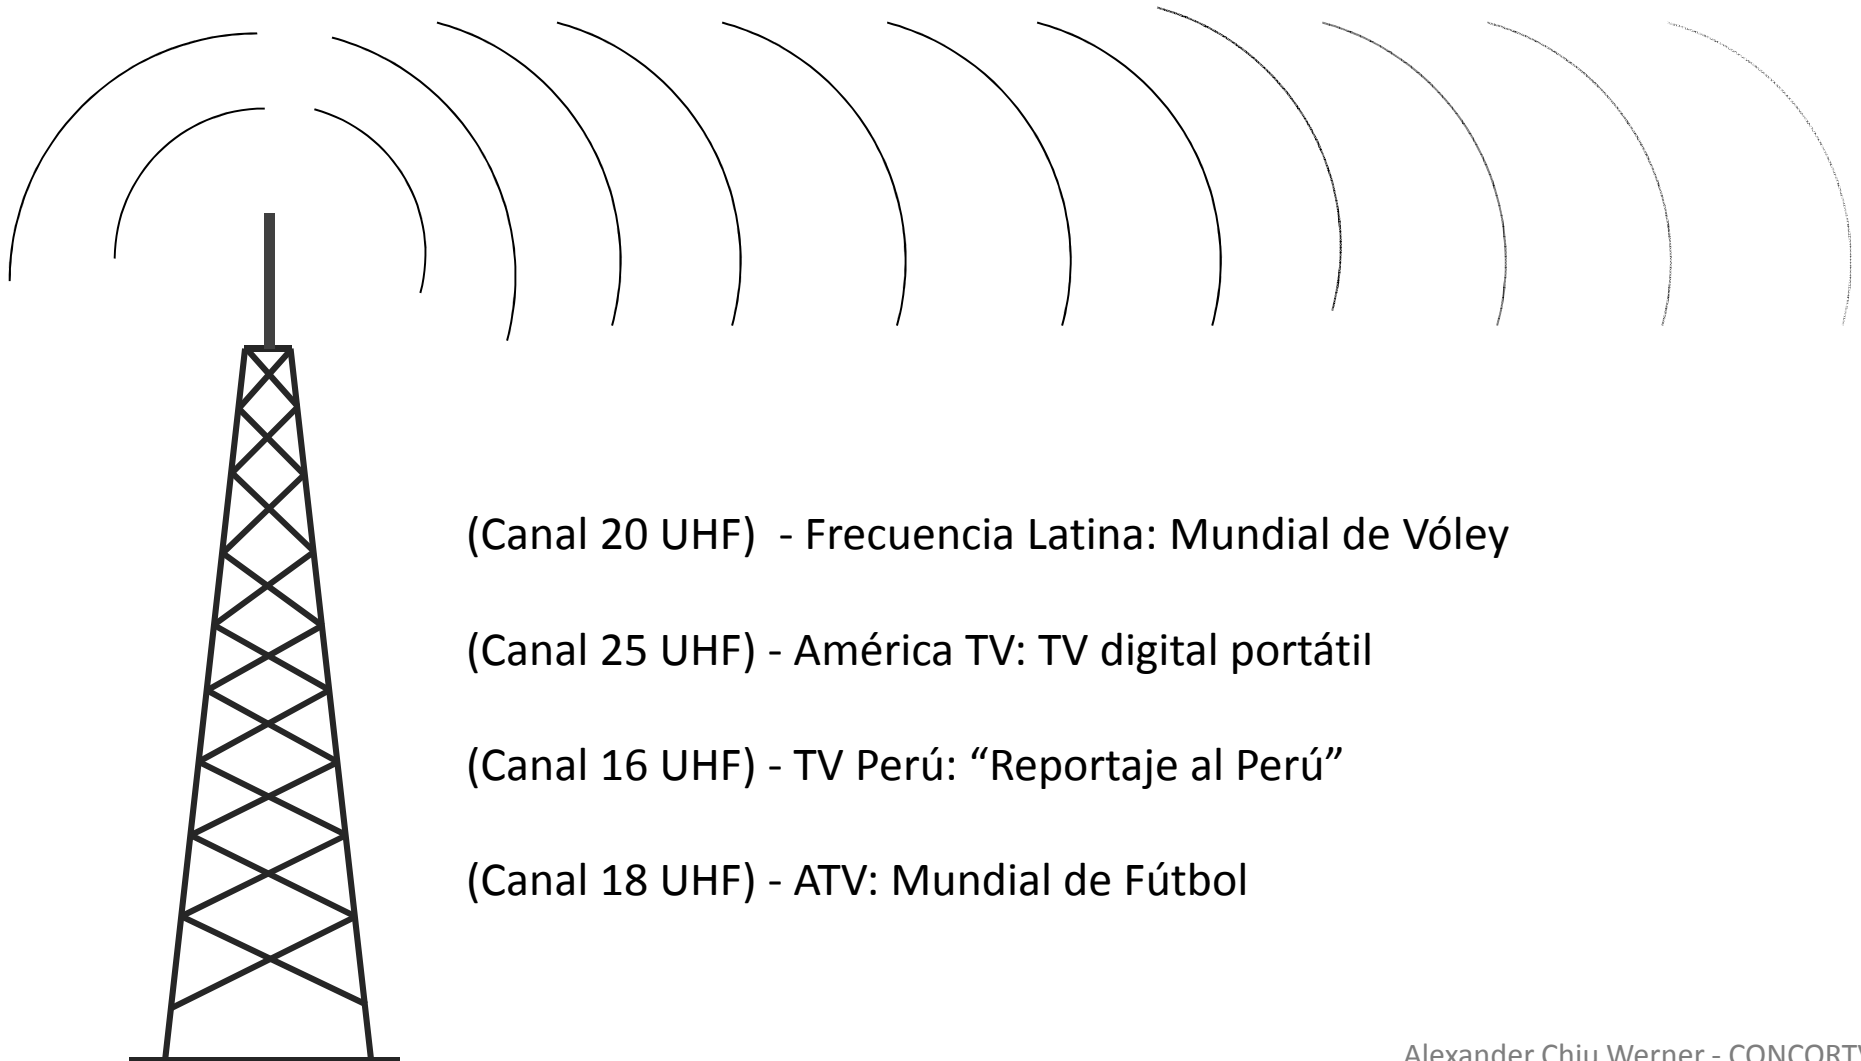 (Canal 20 UHF)  - Frecuencia Latina: Mundial de Vóley
(Canal 25 UHF) - América TV: TV digital portátil
(Canal 16 UHF) - TV Perú: “Reportaje al Perú”
(Canal 18 UHF) - ATV: Mundial de Fútbol
Alexander Chiu Werner - CONCORTV